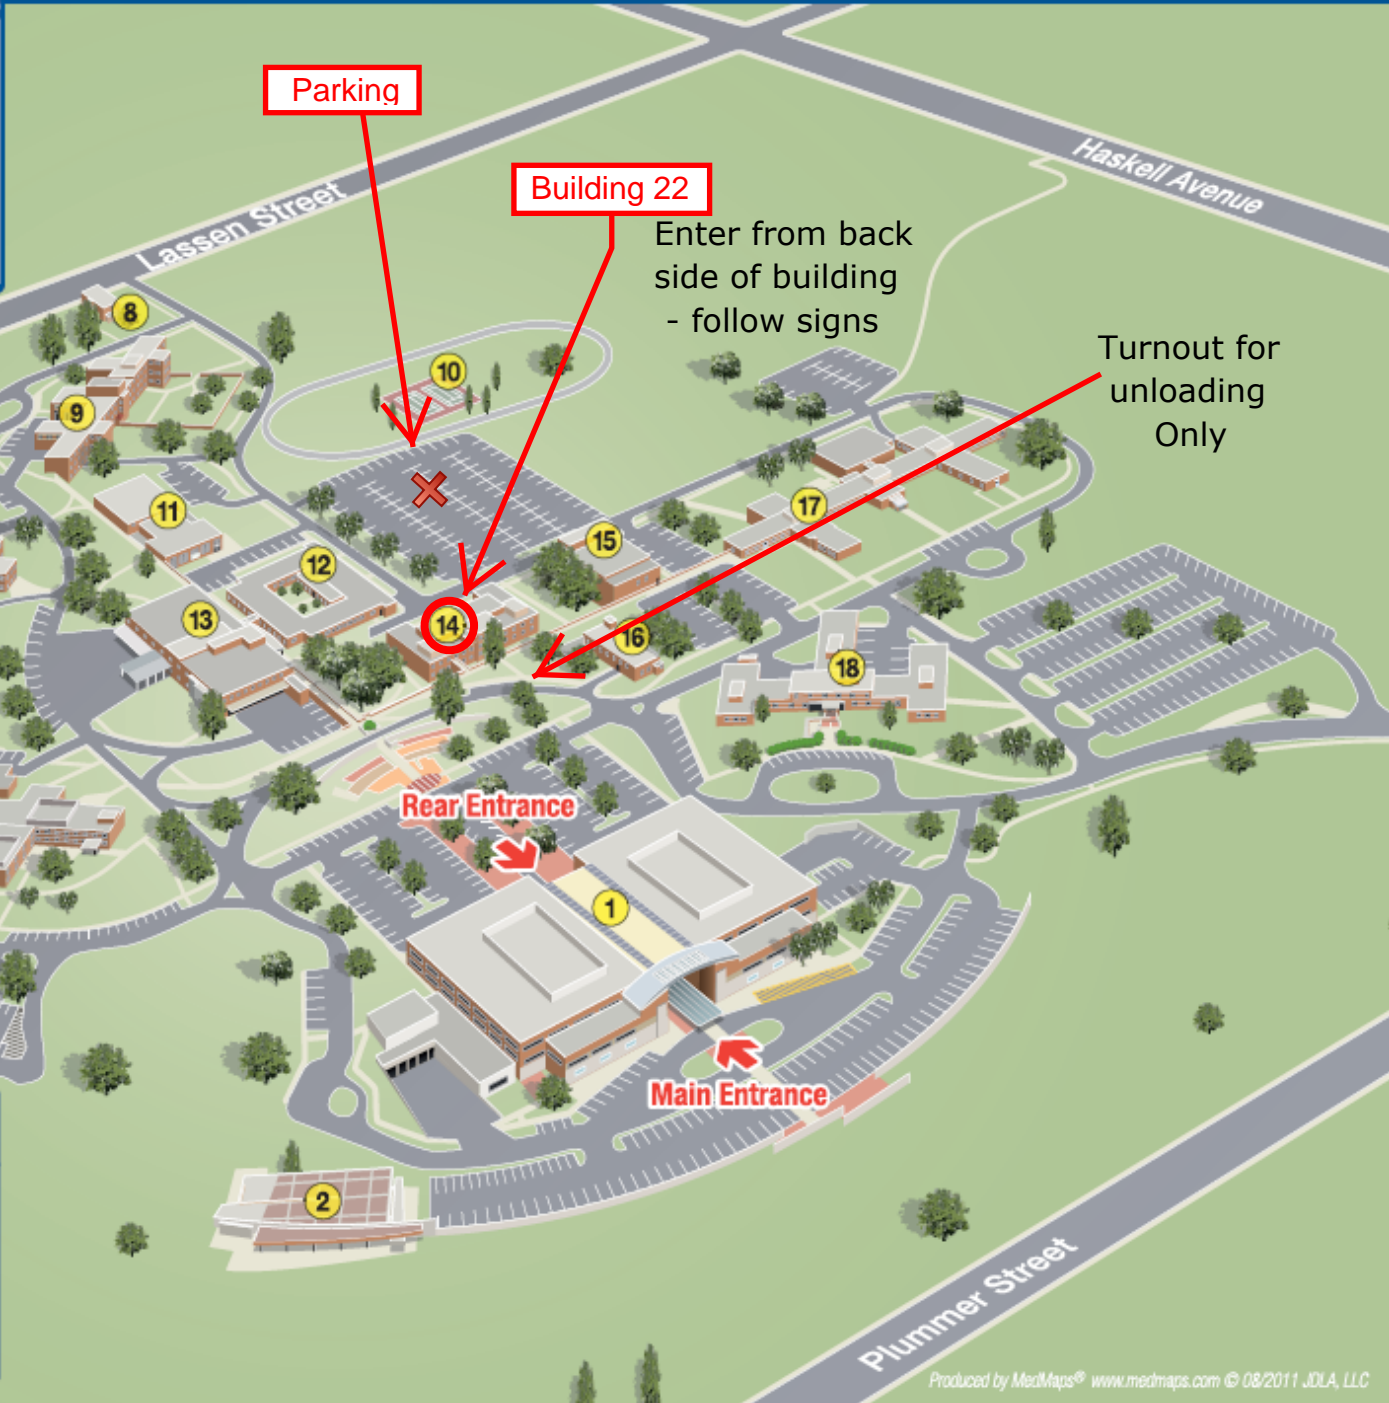 Parking
Building 22
Enter from back
side of building
- follow signs
Turnout for
unloading
Only
Haskell Avenue
Lassen Street
8
10
9
11
17
15
12
13
14
16
18
Rear Entrance
1
Main Entrance
2
Plummer Street
Produced by MedMaps® www.medmaps.com © 08/2011 JDLA, LLC